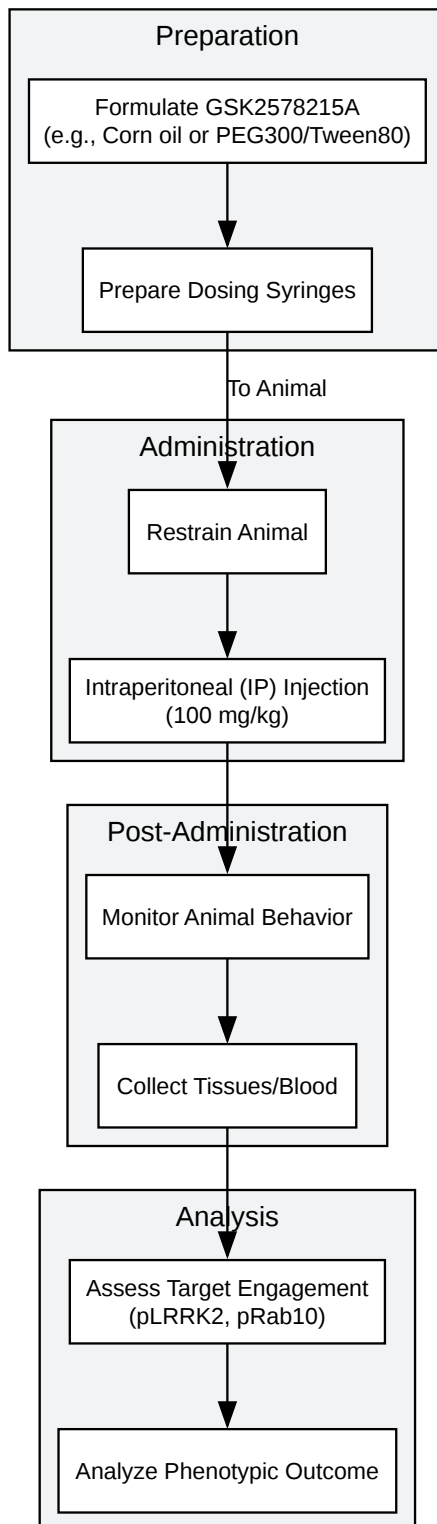 Preparation
Formulate GSK2578215A
(e.g., Corn oil or PEG300/Tween80)
Prepare Dosing Syringes
To Animal
Administration
Restrain Animal
Intraperitoneal (IP) Injection
(100 mg/kg)
Post-Administration
Monitor Animal Behavior
Collect Tissues/Blood
Analysis
Assess Target Engagement
(pLRRK2, pRab10)
Analyze Phenotypic Outcome